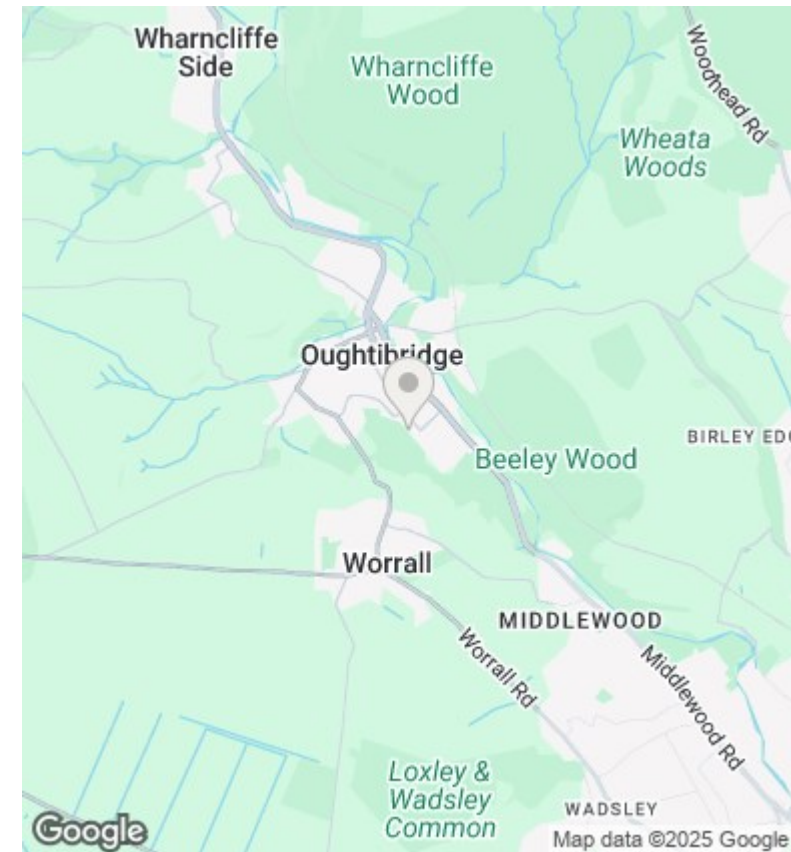 Wharncliffe
Side
Wharncliffe
Wood
Woodhead Rd
Wheata
Woods
Oughtibridge
BIRLEY EDG
Beeley Wood
Worrall
MIDDLEWOOD
Worrall Rd
Middlewood Rd
Loxley &
Wadsley
Common
WADSLEY
Google
Map data ©2025 Google